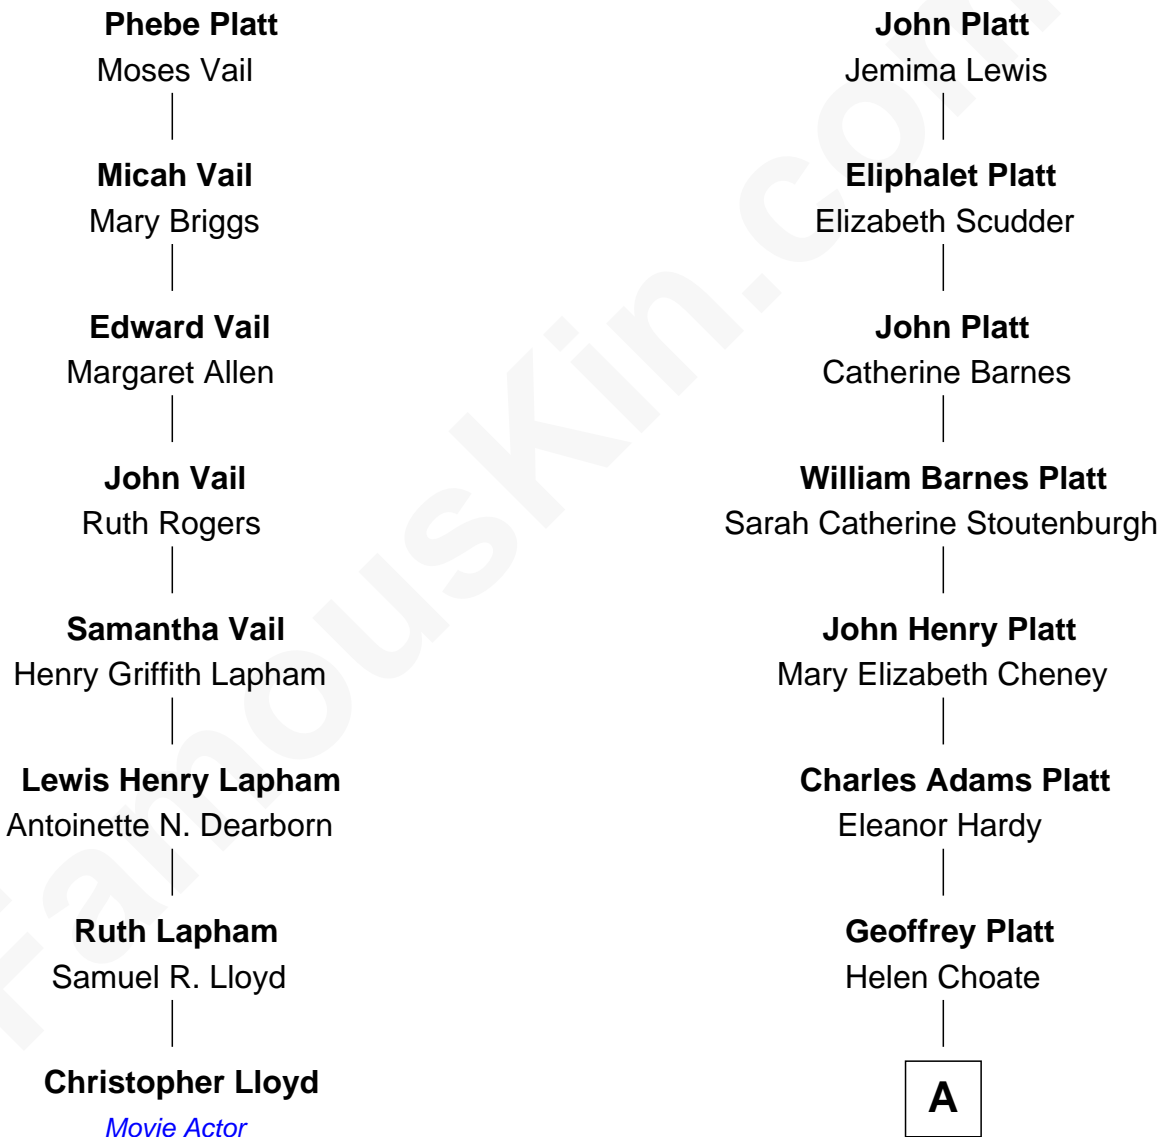 Phebe Platt
Moses Vail
Micah Vail
Mary Briggs
Edward Vail
Margaret Allen
John Vail
Ruth Rogers
Samantha Vail
Henry Griffith Lapham
Lewis Henry Lapham
Antoinette N. Dearborn
Ruth Lapham
Samuel R. Lloyd
Christopher Lloyd
Movie Actor
John Platt
Jemima Lewis
Eliphalet Platt
Elizabeth Scudder
John Platt
Catherine Barnes
William Barnes Platt
Sarah Catherine Stoutenburgh
John Henry Platt
Mary Elizabeth Cheney
Charles Adams Platt
Eleanor Hardy
Geoffrey Platt
Helen Choate
A
FamousKin.com